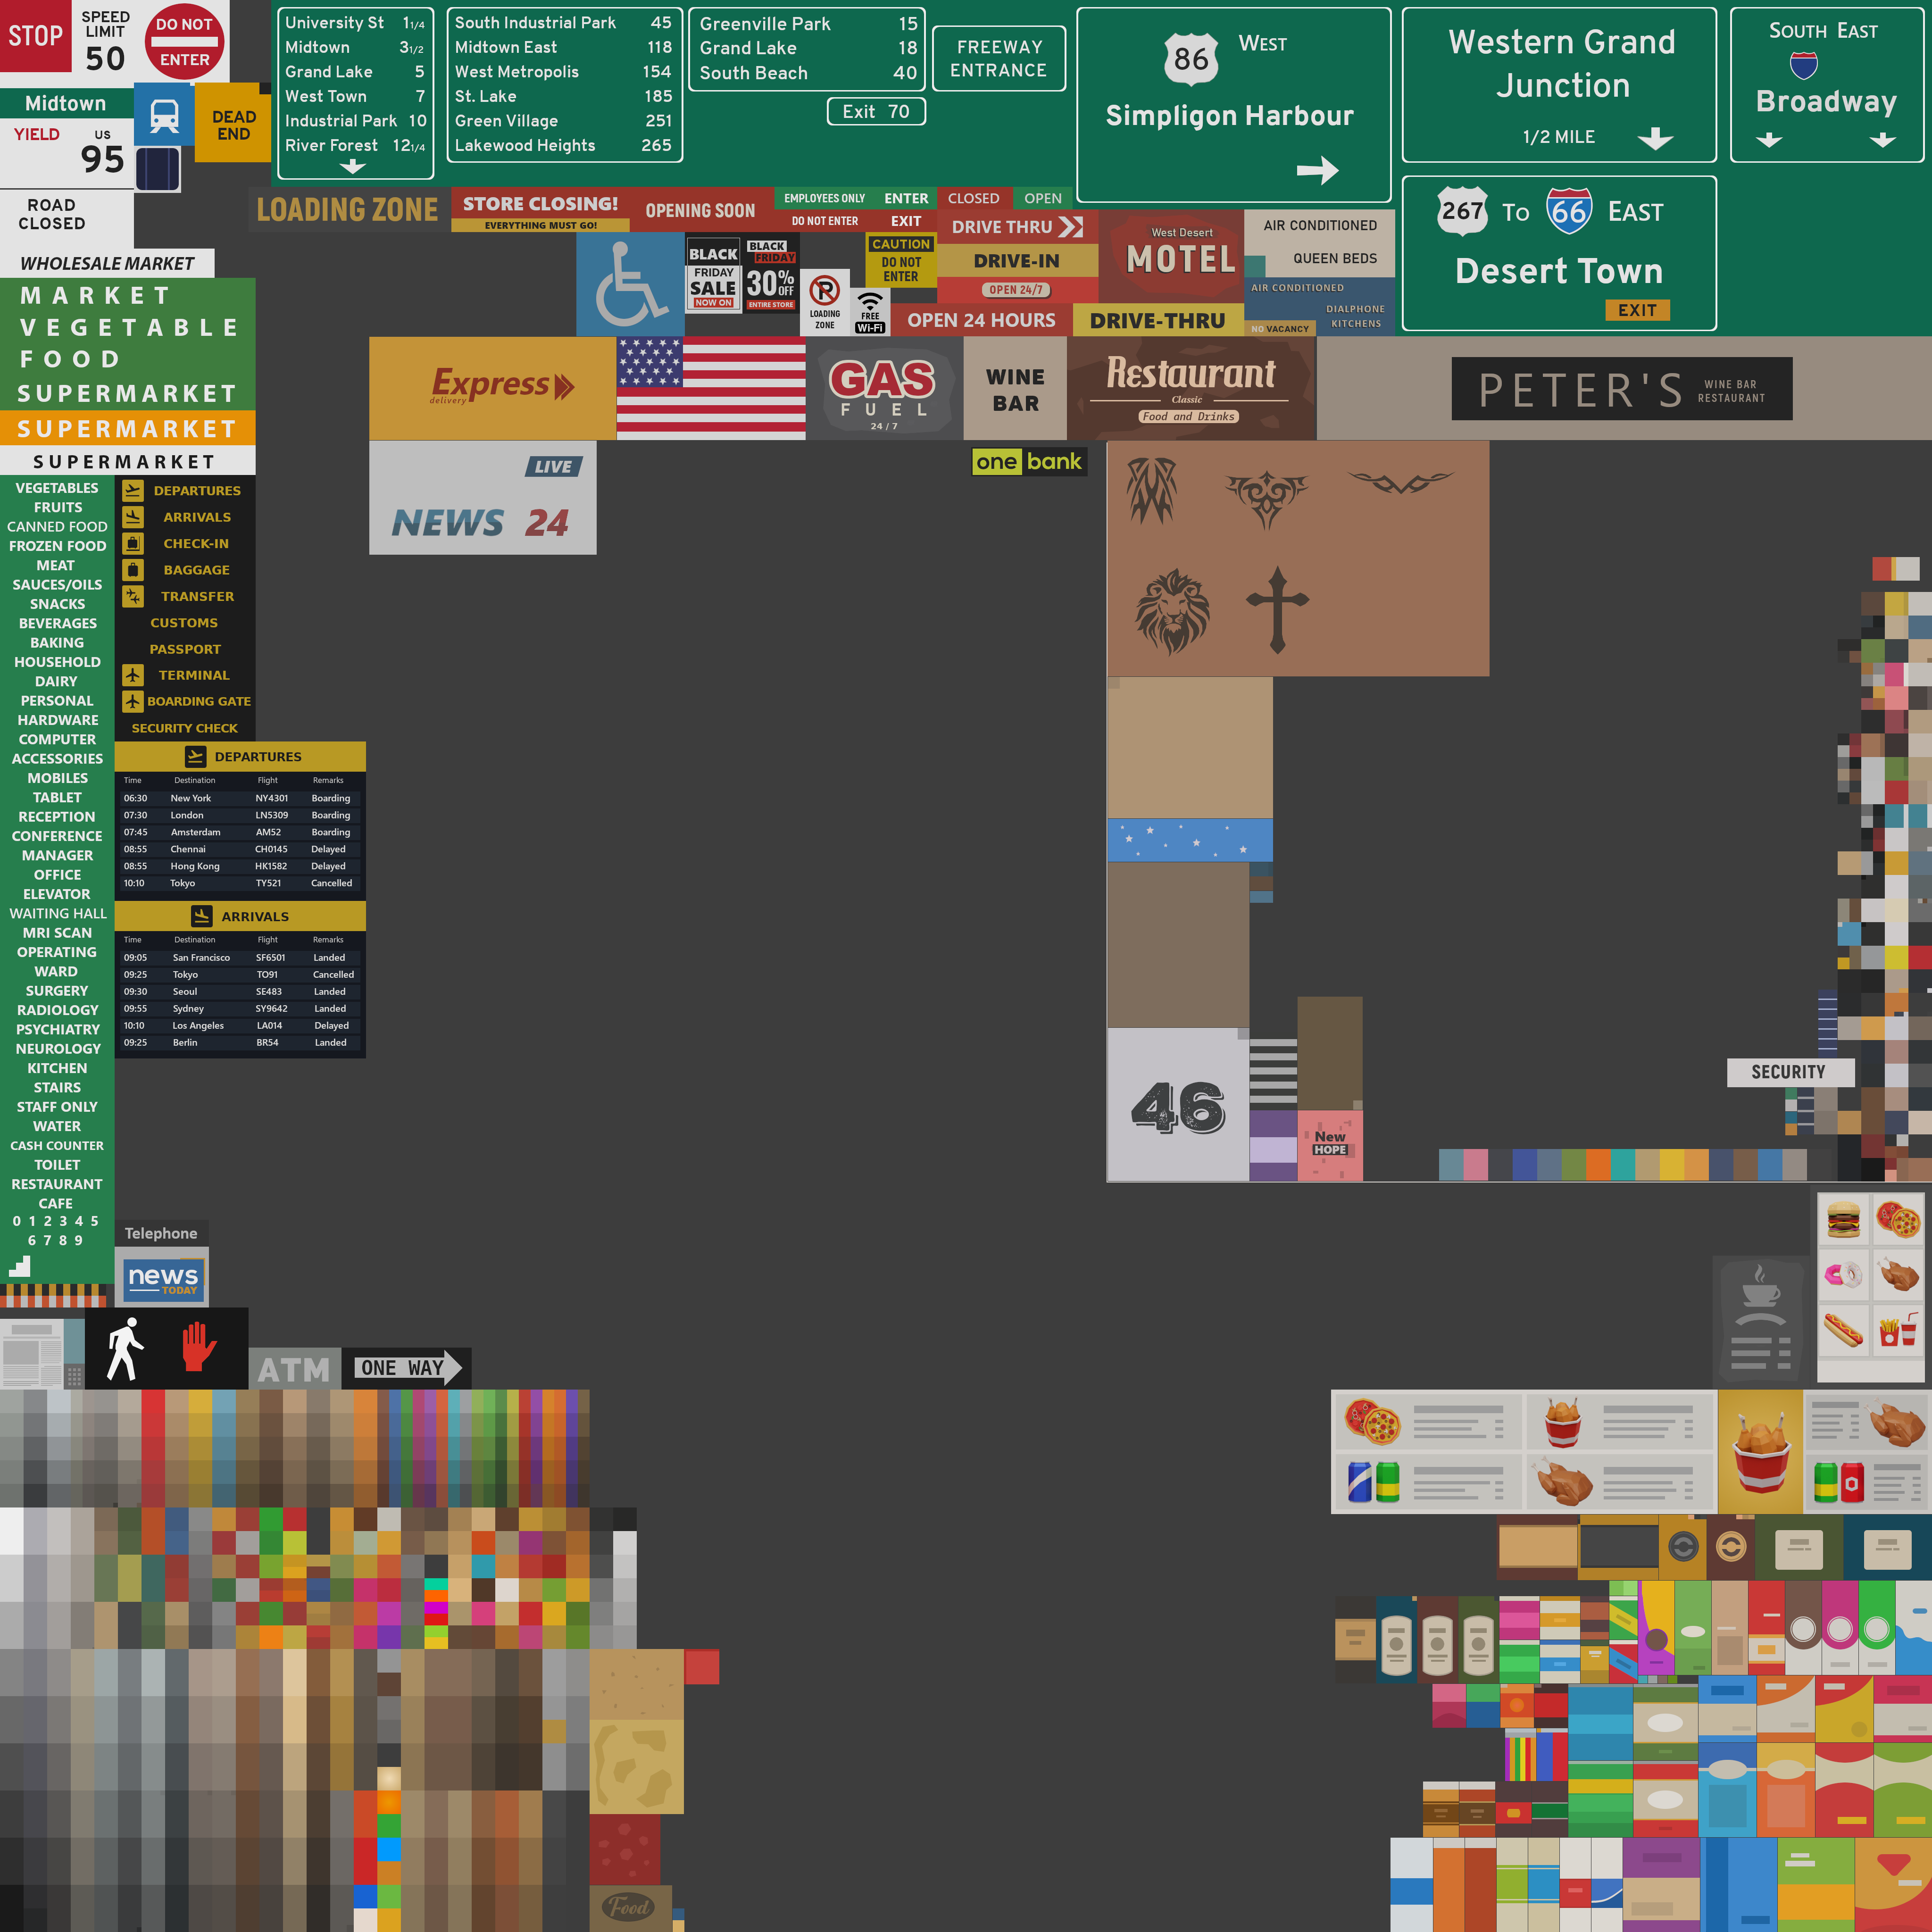 STOP
SPEED
LIMIT
50
DO NOT
ENTER
Midtown
YIELD
US
95
DEAD
END
ROAD
CLOSED
University St 1 1/4
Midtown 3 1/2
Grand Lake 5
West Town 7
Industrial Park 10
River Forest 12 1/4
South Industrial Park 45
Midtown East 118
West Metropolis 154
St. Lake 185
Green Village 251
Lakewood Heights 265
Greenville Park 15
Grand Lake 18
South Beach 40
Exit 70
FREEWAY
ENTRANCE
86 WEST
Simpligon Harbour
Western Grand
Junction
1/2 MILE
SOUTH EAST
Broadway
267 TO 66 EAST
Desert Town
EXIT
LOADING ZONE
STORE CLOSING!
EVERYTHING MUST GO!
OPENING SOON
EMPLOYEES ONLY
ENTER
DO NOT ENTER
EXIT
CLOSED
OPEN
DRIVE THRU
DRIVE-IN
OPEN 24/7
West Desert
MOTEL
AIR CONDITIONED
QUEEN BEDS
AIR CONDITIONED
DIALPHONE
KITCHENS
NO VACANCY
BLACK
FRIDAY
SALE
NOW ON
BLACK
FRIDAY
30% OFF
ENTIRE STORE
P
LOADING
ZONE
FREE
Wi-Fi
CAUTION
DO NOT
ENTER
OPEN 24 HOURS
DRIVE-THRU
WHOLESALE MARKET
MARKET
VEGETABLE
FOOD
SUPERMARKET
SUPERMARKET
SUPERMARKET
Express
delivery
GAS
FUEL
24 / 7
WINE
BAR
Restaurant
Classic
Food and Drinks
PETER'S
WINE BAR
RESTAURANT
LIVE
NEWS 24
one bank
VEGETABLES
FRUITS
CANNED FOOD
FROZEN FOOD
MEAT
SAUCES/OILS
SNACKS
BEVERAGES
BAKING
HOUSEHOLD
DAIRY
PERSONAL
HARDWARE
COMPUTER
ACCESSORIES
MOBILES
TABLET
RECEPTION
CONFERENCE
MANAGER
OFFICE
ELEVATOR
WAITING HALL
MRI SCAN
OPERATING
WARD
SURGERY
RADIOLOGY
PSYCHIATRY
NEUROLOGY
KITCHEN
STAIRS
STAFF ONLY
WATER
CASH COUNTER
TOILET
RESTAURANT
CAFE
0 1 2 3 4 5
6 7 8 9
DEPARTURES
ARRIVALS
CHECK-IN
BAGGAGE
TRANSFER
CUSTOMS
PASSPORT
TERMINAL
BOARDING GATE
SECURITY CHECK
DEPARTURES
Time Destination Flight Remarks
06:30 New York NY4301 Boarding
07:30 London LN5309 Boarding
07:45 Amsterdam AM52 Boarding
08:55 Chennai CH0145 Delayed
08:55 Hong Kong HK1582 Delayed
10:10 Tokyo TY521 Cancelled
ARRIVALS
Time Destination Flight Remarks
09:05 San Francisco SF6501 Landed
09:25 Tokyo TO91 Cancelled
09:30 Seoul SE483 Landed
09:55 Sydney SY9642 Landed
10:10 Los Angeles LA014 Delayed
09:25 Berlin BR54 Landed
46
New
HOPE
SECURITY
Telephone
news
TODAY
ATM
ONE WAY
Food